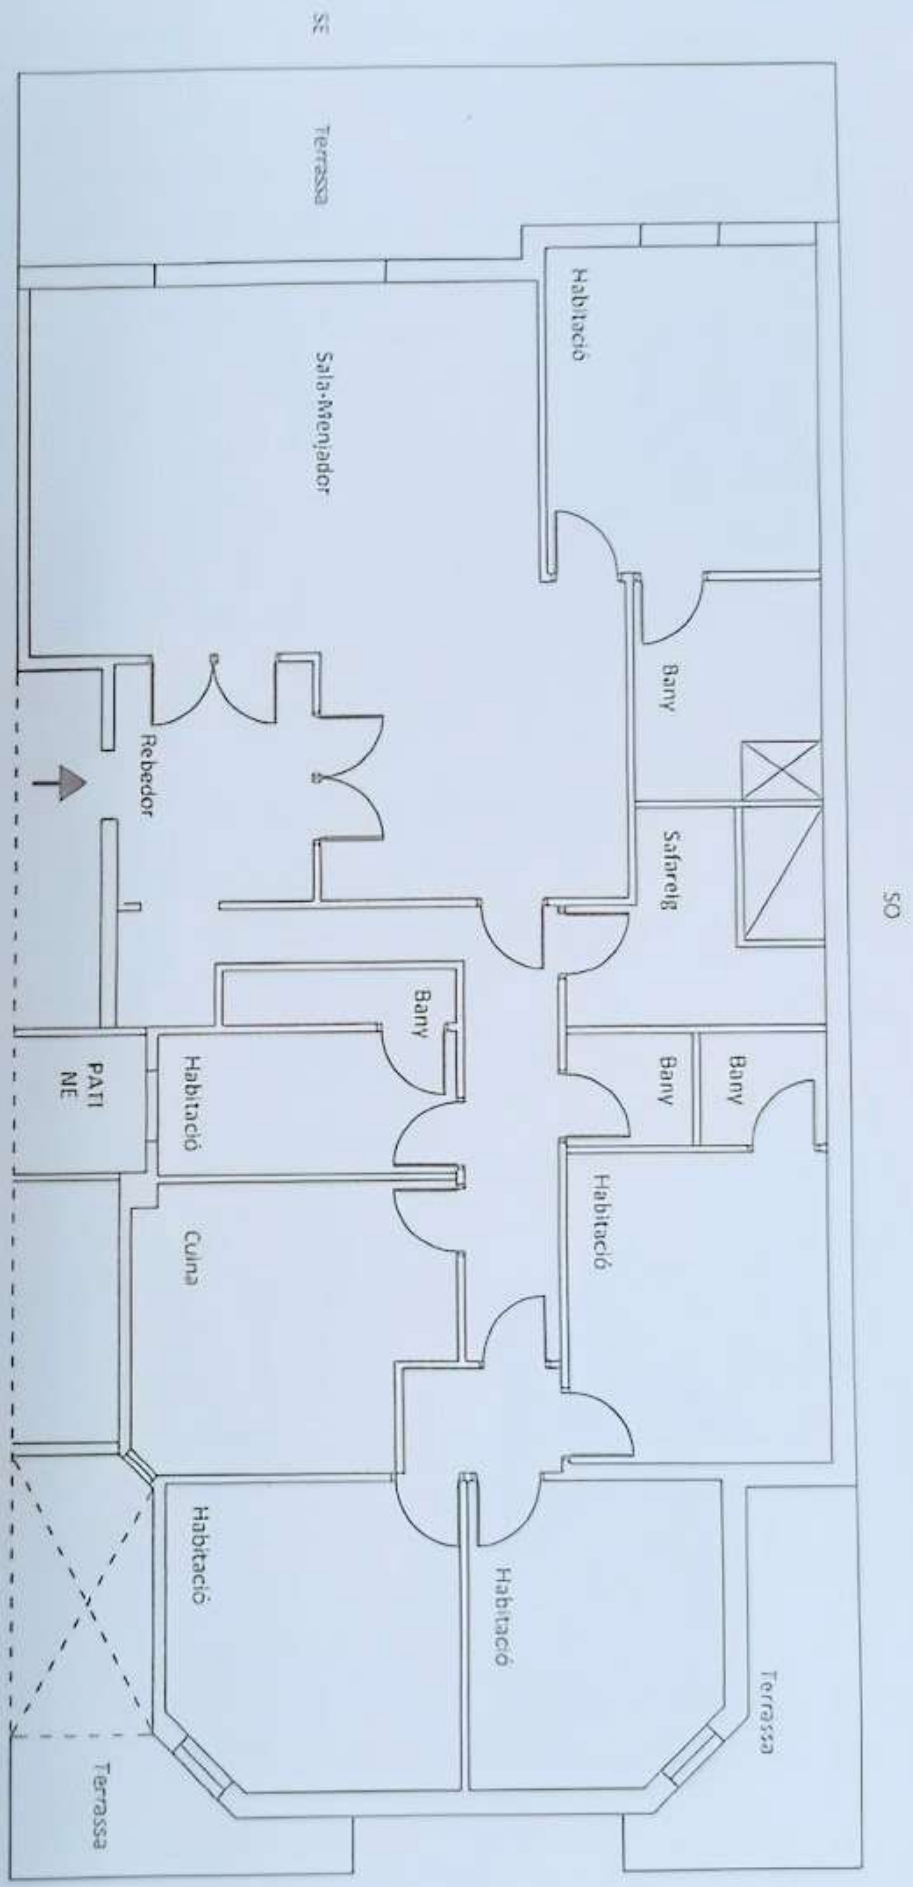 SE
Terrassa
Habitació
Sala-Menjador
Bany
Rebedor
Safareig
SO
Bany
Bany
Bany
Habitació
PATI
NE
Habitació
Cuina
Habitació
Habitació
Terrassa
Terrassa